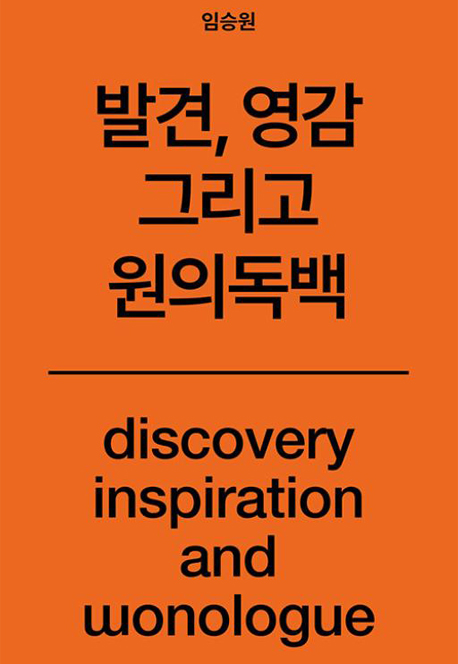 임승원
발견, 영감
그리고
원의독백
discovery
inspiration
and
wonologue